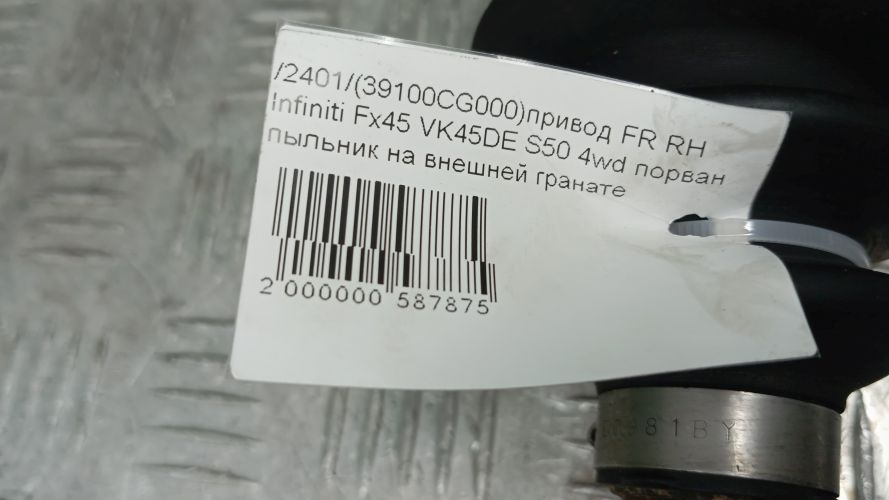 /2401/(39100CG000)привод FR RH
Infiniti Fx45 VK45DE S50 4wd порван
пыльник на внешней гранате
2 000000 587875